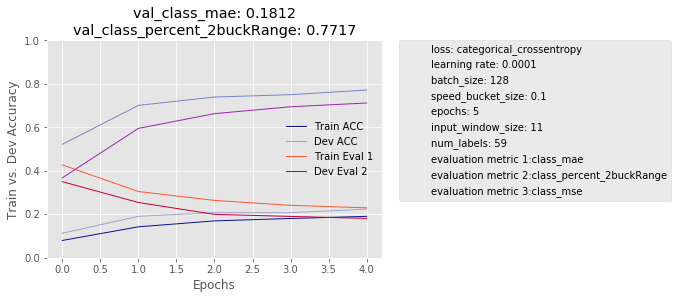 val_class_mae: 0.1812
val_class_percent_2buckRange: 0.7717
Train vs. Dev Accuracy
1.0
0.8
0.6
0.4
0.2
0.0
Train ACC
Dev ACC
Train Eval 1
Dev Eval 2
0.0 0.5 1.0 1.5 2.0 2.5 3.0 3.5 4.0
Epochs
loss: categorical_crossentropy
learning rate: 0.0001
batch_size: 128
speed_bucket_size: 0.1
epochs: 5
input_window_size: 11
num_labels: 59
evaluation metric 1:class_mae
evaluation metric 2:class_percent_2buckRange
evaluation metric 3:class_mse